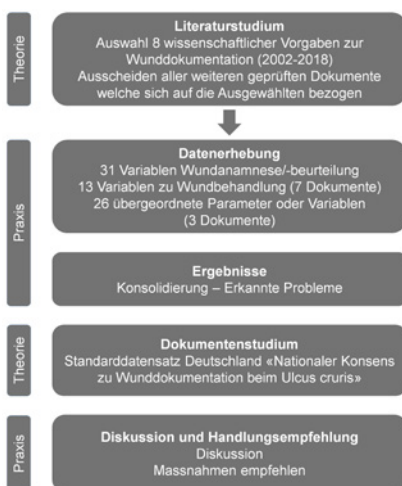 Theorie
Literaturstudium
Auswahl 8 wissenschaftlicher Vorgaben zur
Wunddokumentation (2002-2018)
Ausscheiden aller weiteren geprüften Dokumente
welche sich auf die Ausgewählten bezogen
Praxis
Datenerhebung
31 Variablen Wundanamnese/-beurteilung
13 Variablen zu Wundbehandlung (7 Dokumente)
26 übergeordnete Parameter oder Variablen
(3 Dokumente)
Ergebnisse
Konsolidierung – Erkannte Probleme
Theorie
Dokumentenstudium
Standarddatensatz Deutschland «Nationaler Konsens
zu Wunddokumentation beim Ulcus cruris»
Praxis
Diskussion und Handlungsempfehlung
Diskussion
Massnahmen empfehlen